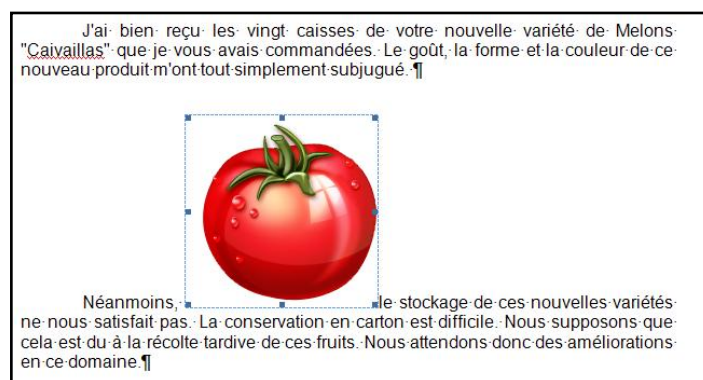 J'ai bien reçu les vingt caisses de votre nouvelle variété de Melons
"Caivaillas" que je vous avais commandées. Le goût, la forme et la couleur de ce
nouveau produit m'ont tout simplement subjugué. ¶
Néanmoins, le stockage de ces nouvelles variétés
ne nous satisfait pas. La conservation en carton est difficile. Nous supposons que
cela est du à la récolte tardive de ces fruits. Nous attendons donc des améliorations
en ce domaine.¶